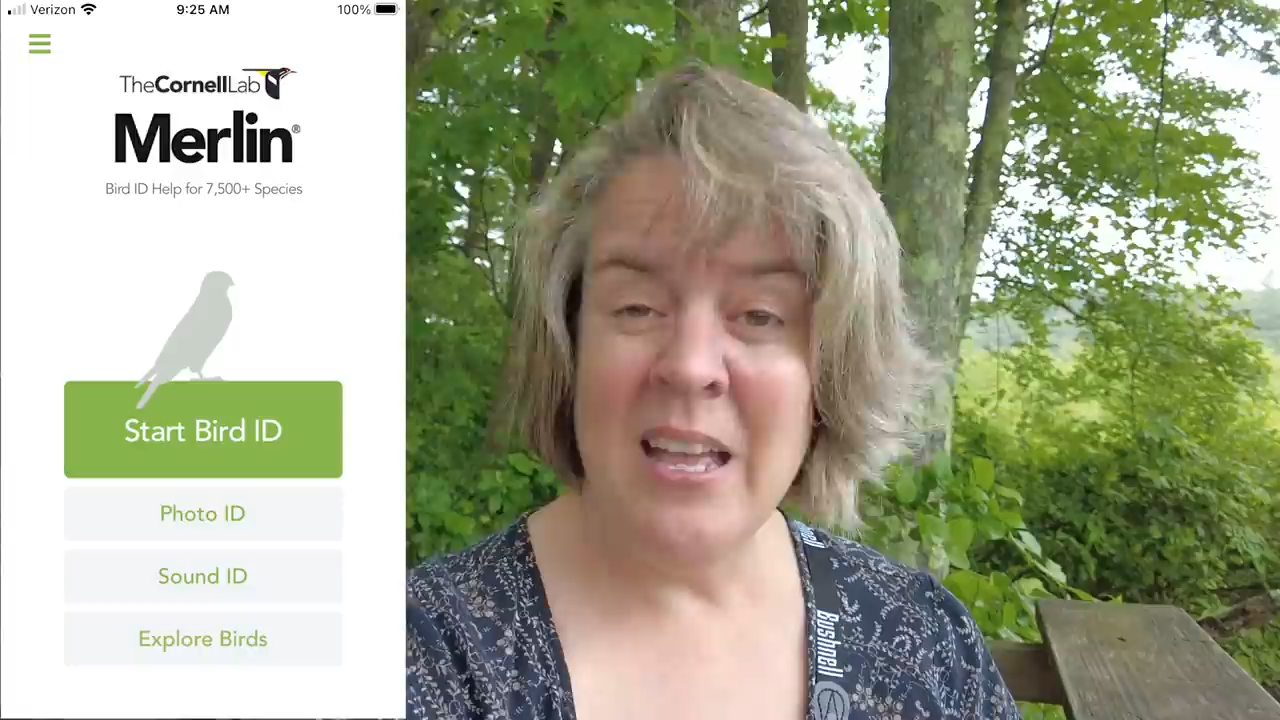 Verizon 9:25 AM 100%
TheCornellLab
Merlin®
Bird ID Help for 7,500+ Species
Start Bird ID
Photo ID
Sound ID
Explore Birds
Bushnell